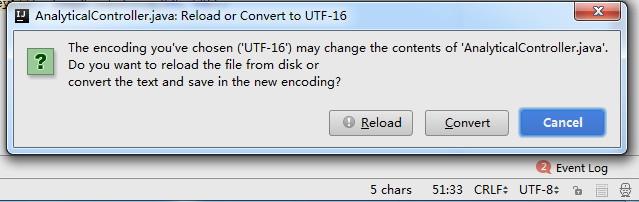 AnalyticalController.java: Reload or Convert to UTF-16
The encoding you've chosen ('UTF-16') may change the contents of 'AnalyticalController.java'.
Do you want to reload the file from disk or
convert the text and save in the new encoding?
Reload Convert Cancel
2 Event Log
5 chars 51:33 CRLF UTF-8